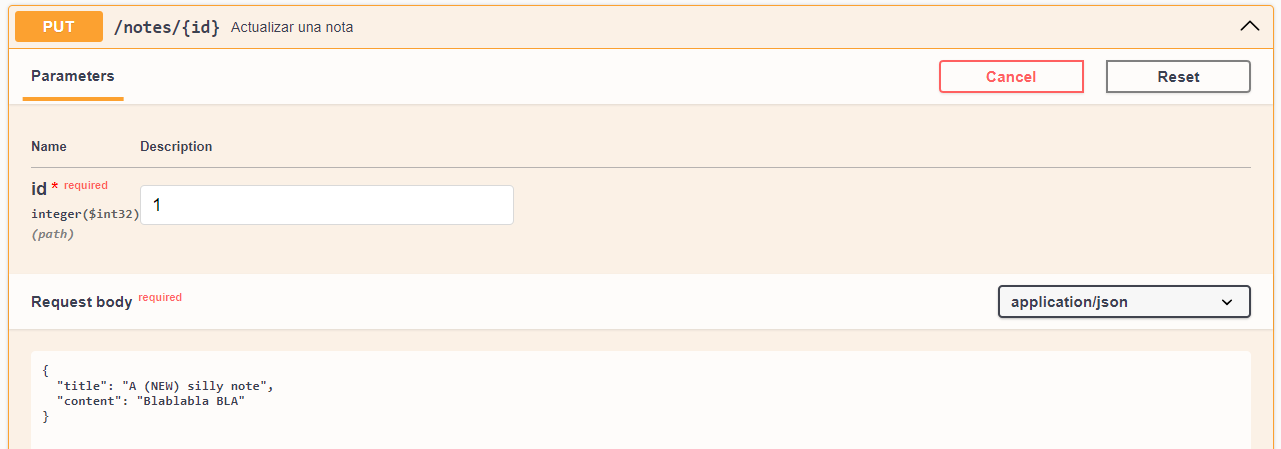 PUT /notes/{id} Actualizar una nota
Parameters Cancel Reset
Name Description
id * required
integer($int32) 1
(path)
Request body required application/json
{
  "title": "A (NEW) silly note",
  "content": "Blablabla BLA"
}